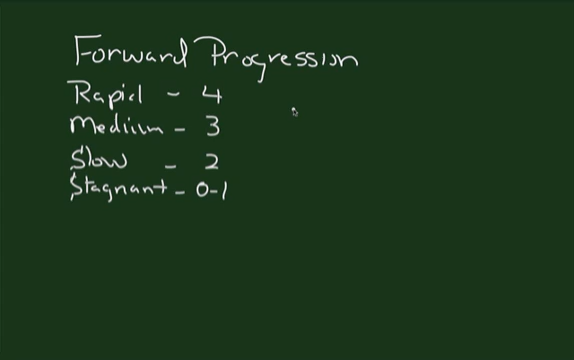 Forward Progression
Rapid - 4
Medium - 3
Slow - 2
Stagnant - 0-1